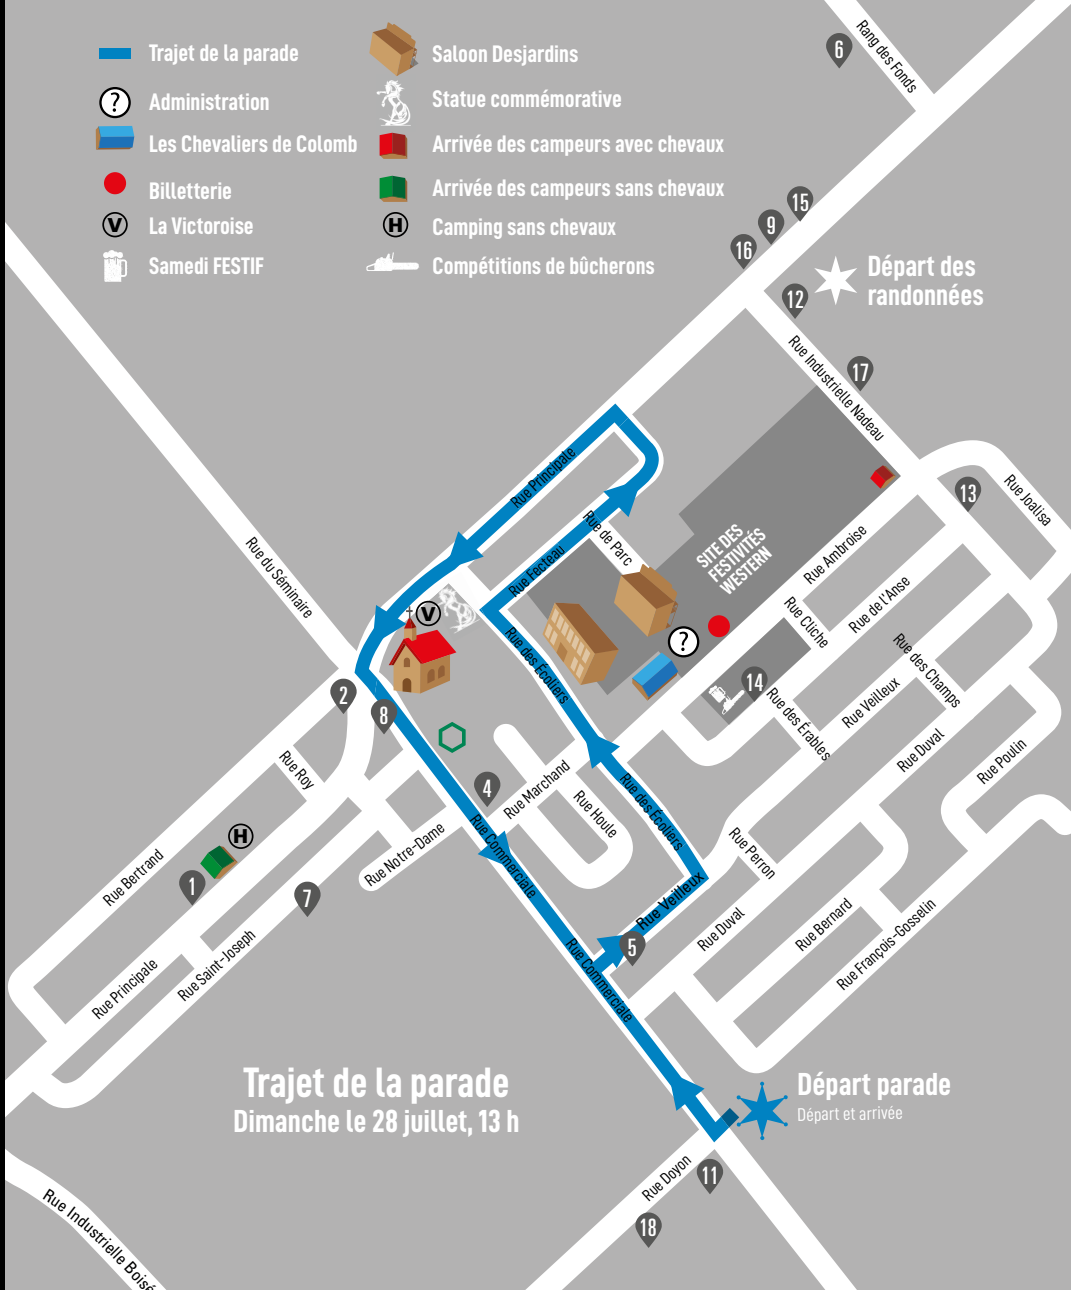 Trajet de la parade
Administration
?
Les Chevaliers de Colomb
Billetterie
V
La Victoroise
Samedi FESTIF
Saloon Desjardins
Statue commémorative
Arrivée des campeurs avec chevaux
Arrivée des campeurs sans chevaux
H
Camping sans chevaux
Compétitions de bûcherons
6
Rang des Fonds
15
9
16
12
Départ des
randonnées
17
Rue Industrielle Nadeau
13
Rue Joalisa
Rue du Séminaire
Rue Principale
Rue Fecteau
Rue de Parc
SITE DES
FESTIVITÉS
WESTERN
Rue Ambroise
Rue Cliche
Rue de l'Anse
Rue des Champs
V
?
Rue des Écoliers
14
Rue des Érables
Rue Veilleux
Rue Duval
Rue Poulin
2
8
Rue Roy
4
Rue Marchand
Rue Houle
Rue des Écoliers
H
Rue Bertrand
1
7
Rue Notre-Dame
Rue Commerciale
Rue Perron
Rue Veilleux
5
Rue Duval
Rue Bernard
Rue François-Gosselin
Rue Principale
Rue Saint-Joseph
Rue Commerciale
Trajet de la parade
Dimanche le 28 juillet, 13 h
Départ parade
Départ et arrivée
Rue Doyon
11
18
Rue Industrielle Boisé